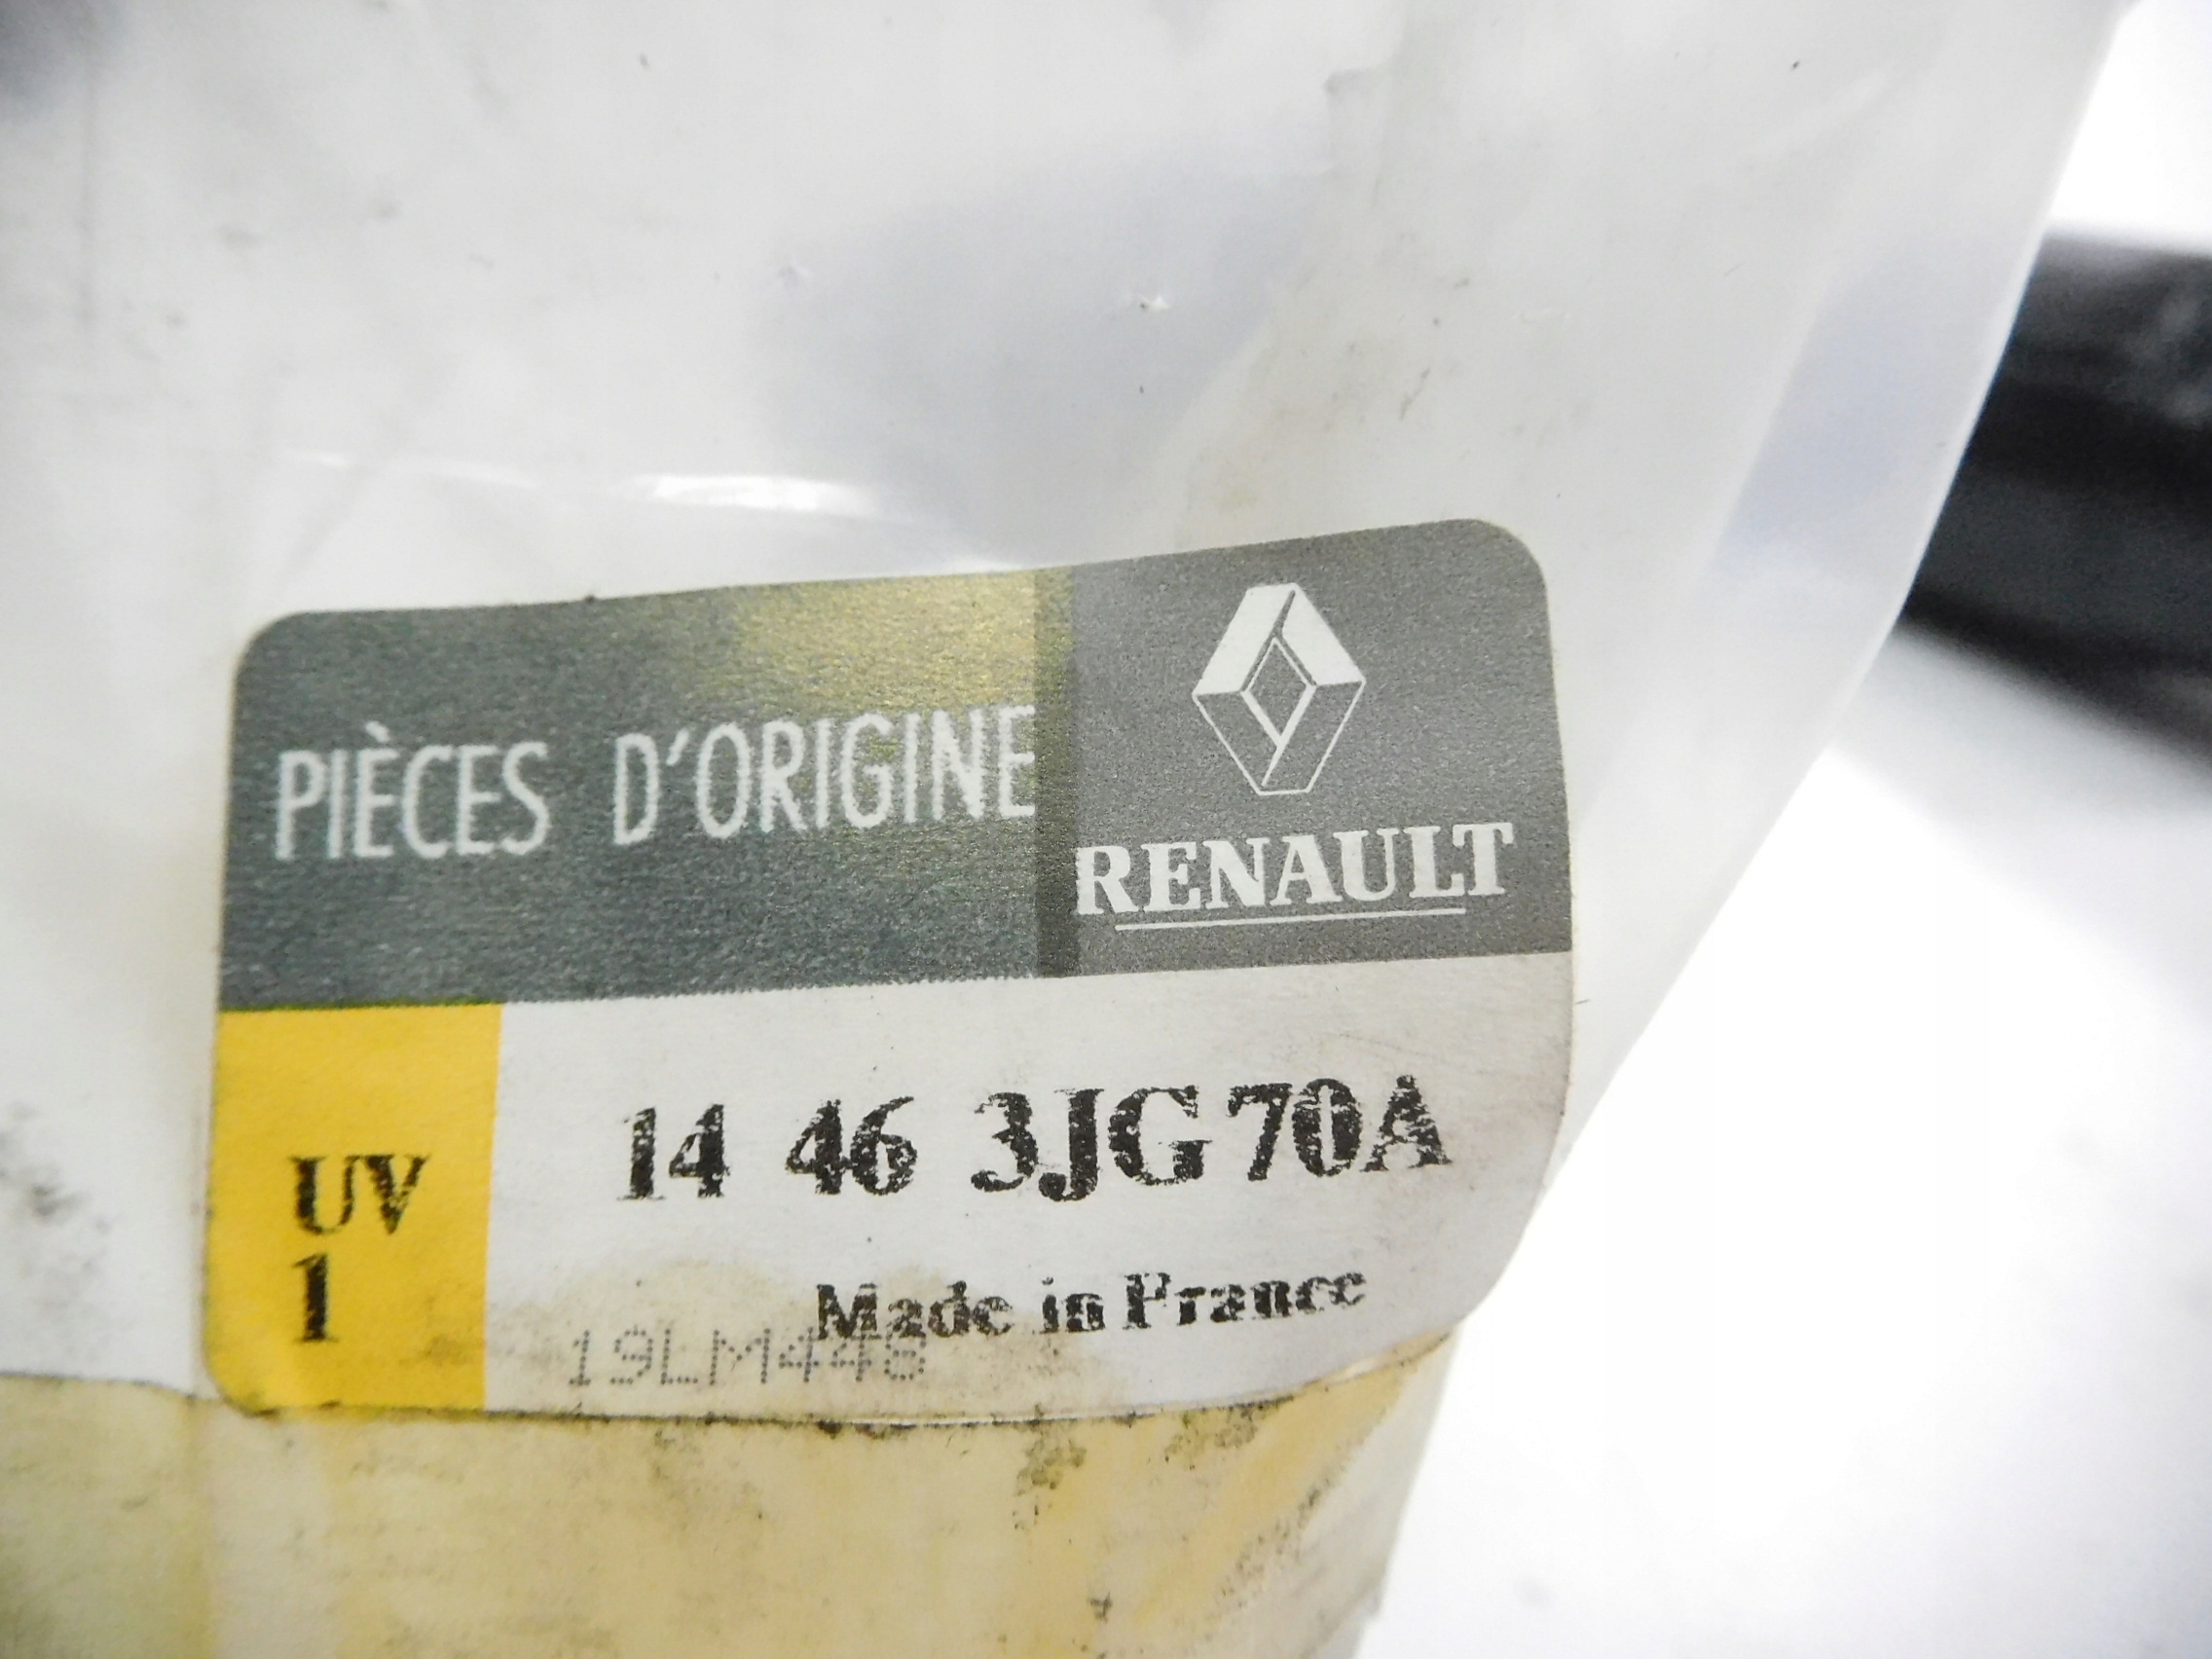 PIÈCES D'ORIGINE
RENAULT
UV
1
14 46 3JG70A
Made in France
19LM448